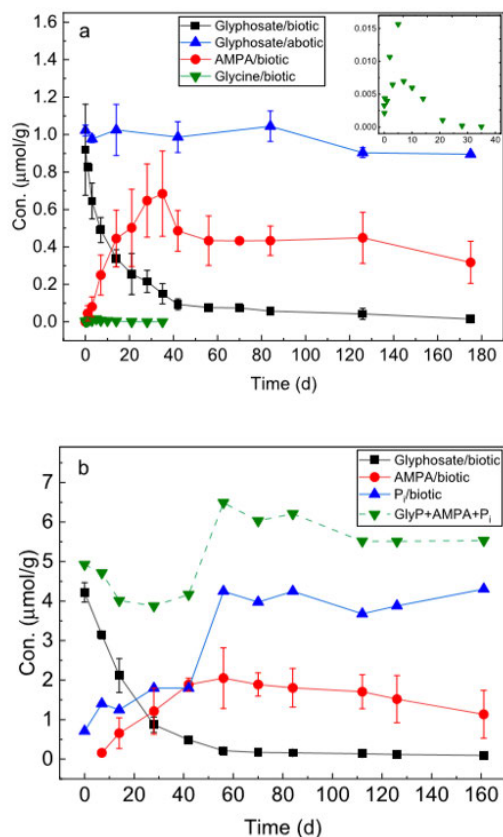 a
Glyphosate/biotic
Glyphosate/abotic
AMPA/biotic
Glycine/biotic
0.015
0.010
0.005
0.000
0 10 20 30 40
1.6
1.4
1.2
1.0
0.8
0.6
0.4
0.2
0.0
Con. (μmol/g)
0 20 40 60 80 100 120 140 160 180
Time (d)
b
Glyphosate/biotic
AMPA/biotic
Pi/biotic
GlyP+AMPA+Pi
7
6
5
4
3
2
1
0
Con. (μmol/g)
0 20 40 60 80 100 120 140 160
Time (d)